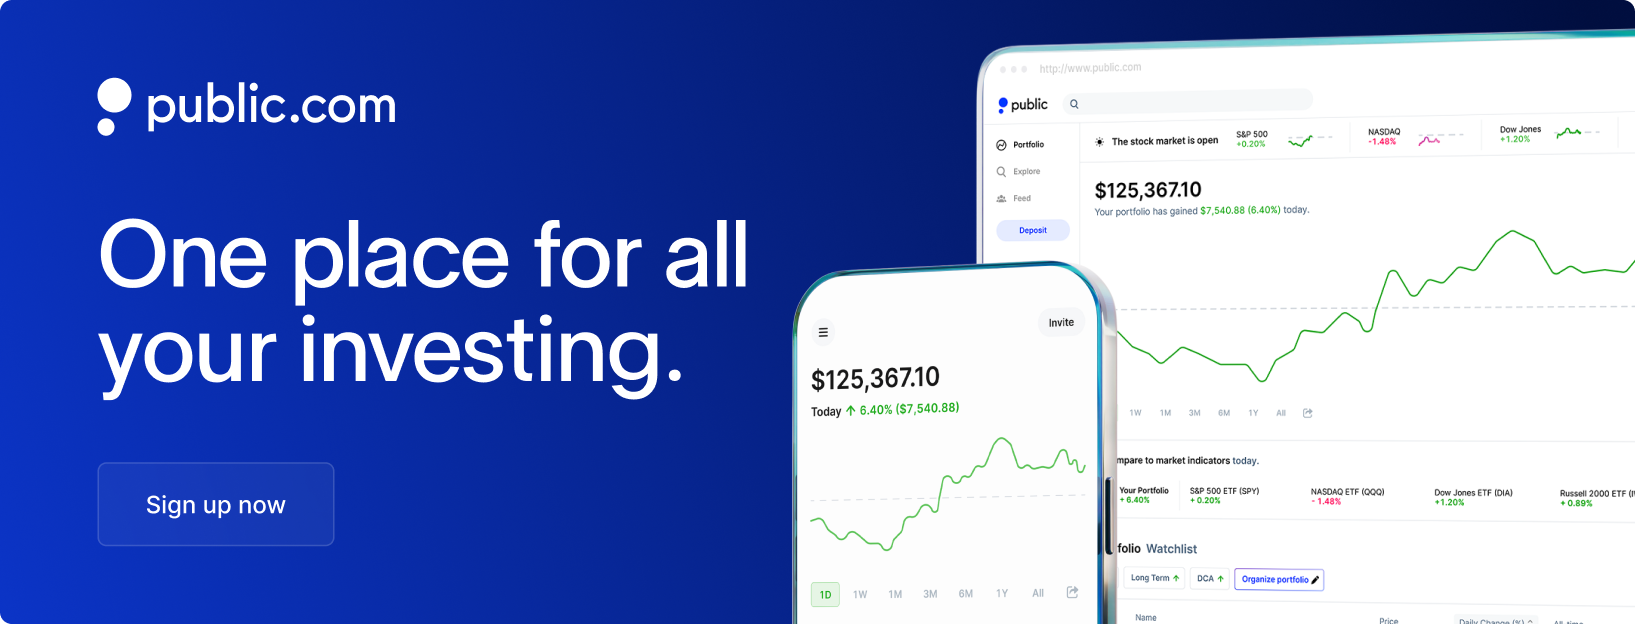 public.com
One place for all
your investing.
Sign up now
http://www.public.com
public
Portfolio
Explore
Feed
Deposit
The stock market is open
S&P 500
+0.20%
NASDAQ
-1.48%
Dow Jones
+1.20%
$125,367.10
Your portfolio has gained $7,540.88 (6.40%) today.
1W 1M 3M 6M 1Y All
mpare to market indicators today.
Your Portfolio
+ 6.40%
S&P 500 ETF (SPY)
+ 0.20%
NASDAQ ETF (QQQ)
- 1.48%
Dow Jones ETF (DIA)
+1.20%
Russell 2000 ETF
+ 0.89%
folio Watchlist
Long Term
DCA
Organize portfolio
Name
Price
Daily Change (%)
All-time
Invite
$125,367.10
Today 6.40% ($7,540.88)
1D 1W 1M 3M 6M 1Y All